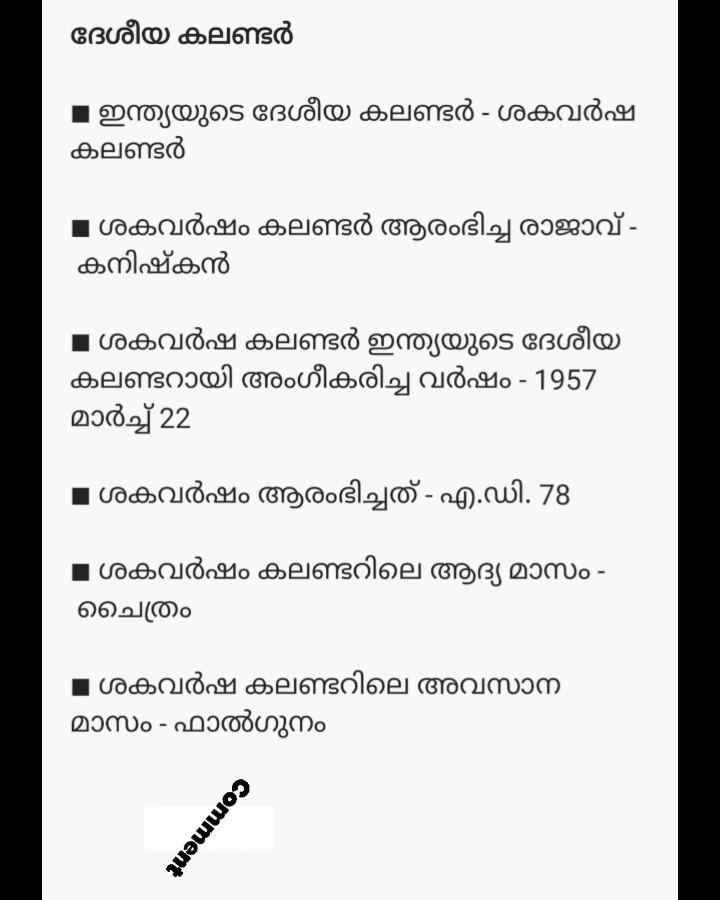 ദേശീയ കലണ്ടർ
■ ഇന്ത്യയുടെ ദേശീയ കലണ്ടർ - ശകവർഷ
കലണ്ടർ
■ ശകവർഷം കലണ്ടർ ആരംഭിച്ച രാജാവ് -
കനിഷ്കൻ
■ ശകവർഷ കലണ്ടർ ഇന്ത്യയുടെ ദേശീയ
കലണ്ടറായി അംഗീകരിച്ച വർഷം - 1957
മാർച്ച് 22
■ ശകവർഷം ആരംഭിച്ചത് - എ.ഡി. 78
■ ശകവർഷം കലണ്ടറിലെ ആദ്യ മാസം -
ചൈത്രം
■ ശകവർഷ കലണ്ടറിലെ അവസാന
മാസം - ഫാൽഗുനം
Comment